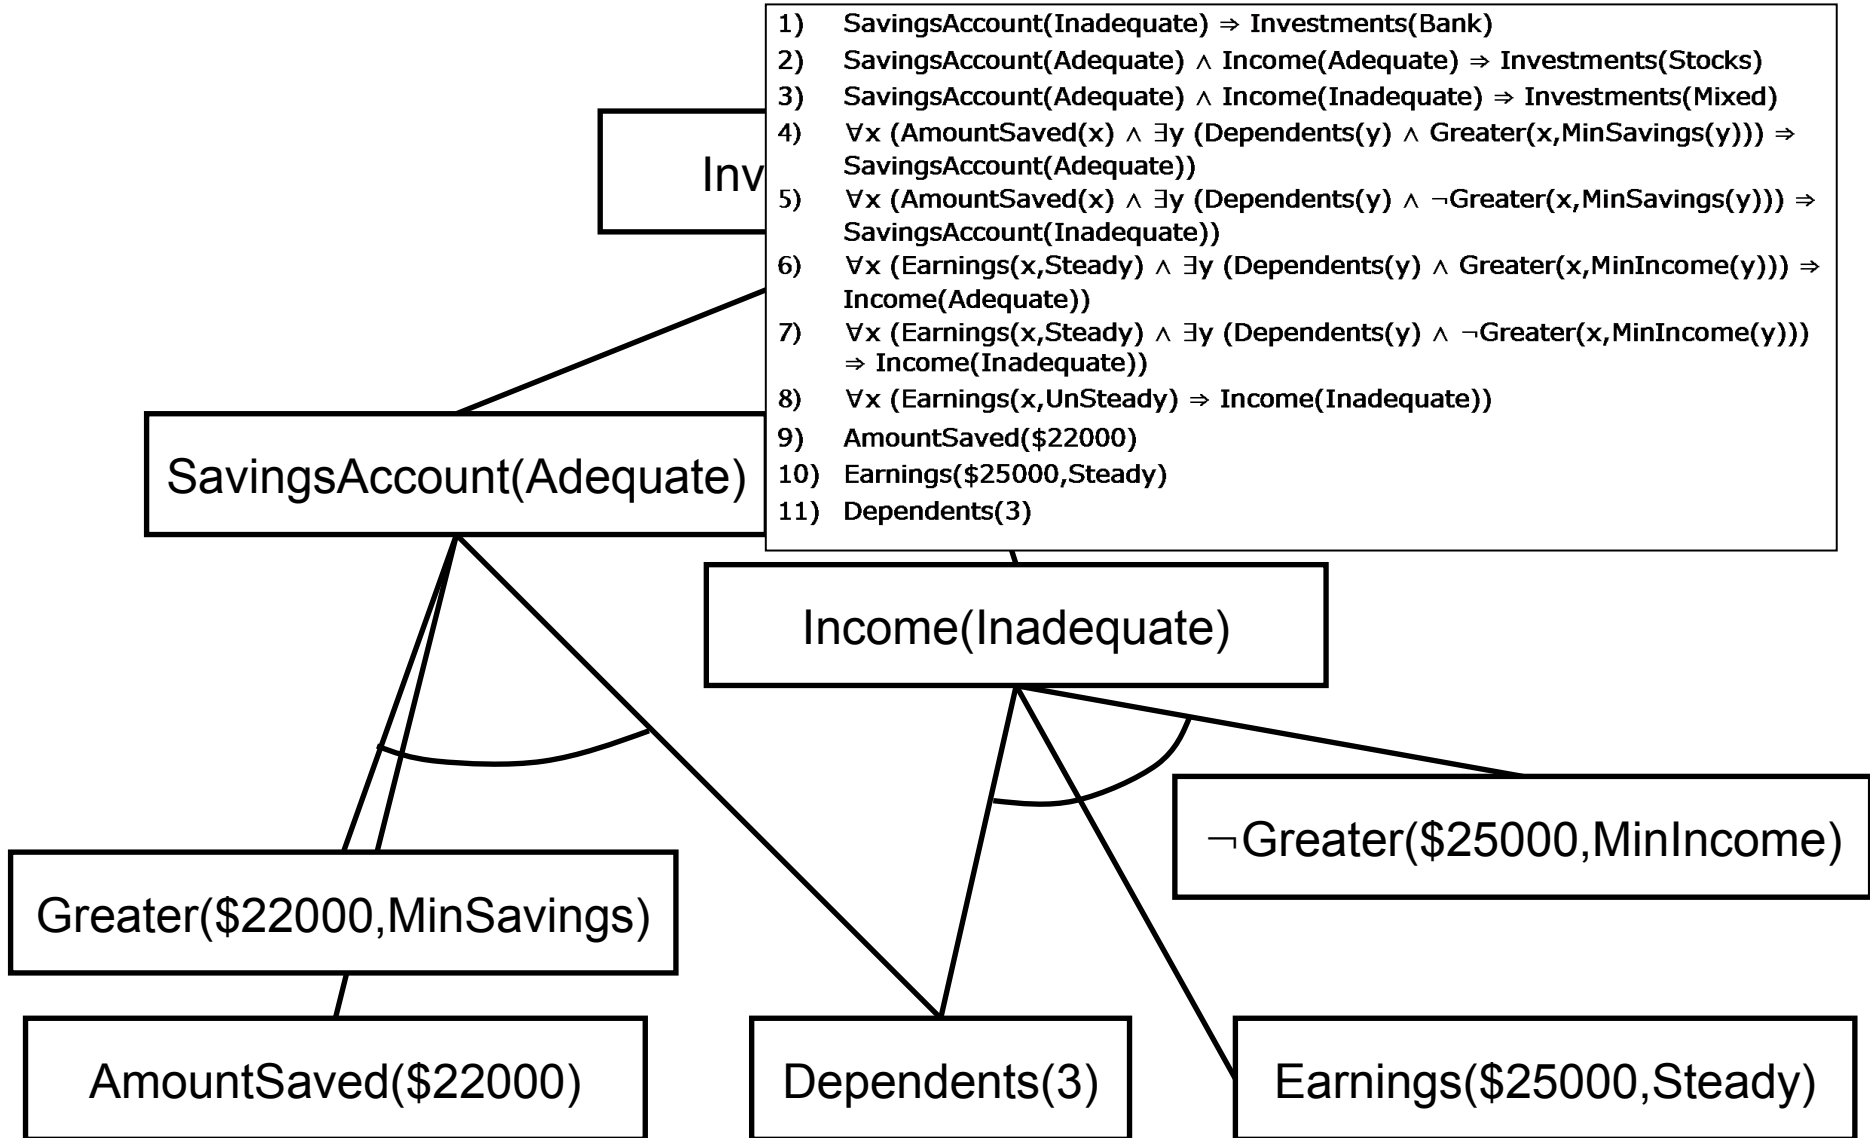 1) SavingsAccount(Inadequate) ⇒ Investments(Bank)
2) SavingsAccount(Adequate) ∧ Income(Adequate) ⇒ Investments(Stocks)
3) SavingsAccount(Adequate) ∧ Income(Inadequate) ⇒ Investments(Mixed)
4) ∀x (AmountSaved(x) ∧ ∃y (Dependents(y) ∧ Greater(x,MinSavings(y))) ⇒
SavingsAccount(Adequate))
5) ∀x (AmountSaved(x) ∧ ∃y (Dependents(y) ∧ ¬Greater(x,MinSavings(y))) ⇒
SavingsAccount(Inadequate))
6) ∀x (Earnings(x,Steady) ∧ ∃y (Dependents(y) ∧ Greater(x,MinIncome(y))) ⇒
Income(Adequate))
7) ∀x (Earnings(x,Steady) ∧ ∃y (Dependents(y) ∧ ¬Greater(x,MinIncome(y)))
⇒ Income(Inadequate))
8) ∀x (Earnings(x,UnSteady) ⇒ Income(Inadequate))
9) AmountSaved($22000)
10) Earnings($25000,Steady)
11) Dependents(3)
Inv
SavingsAccount(Adequate)
Income(Inadequate)
¬Greater($25000,MinIncome)
Greater($22000,MinSavings)
AmountSaved($22000)
Dependents(3)
Earnings($25000,Steady)